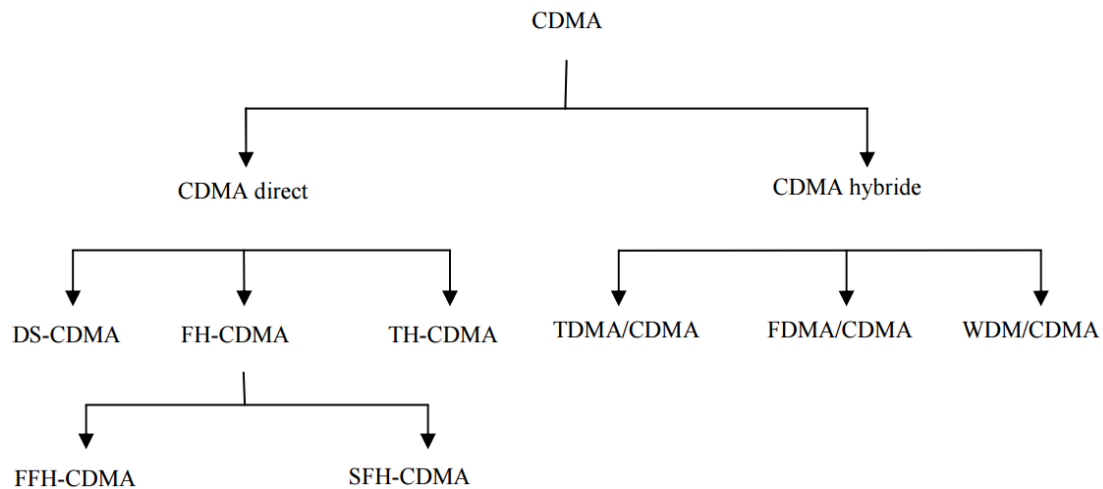 CDMA
CDMA direct
CDMA hybride
DS-CDMA
FH-CDMA
TH-CDMA
TDMA/CDMA
FDMA/CDMA
WDM/CDMA
FFH-CDMA
SFH-CDMA